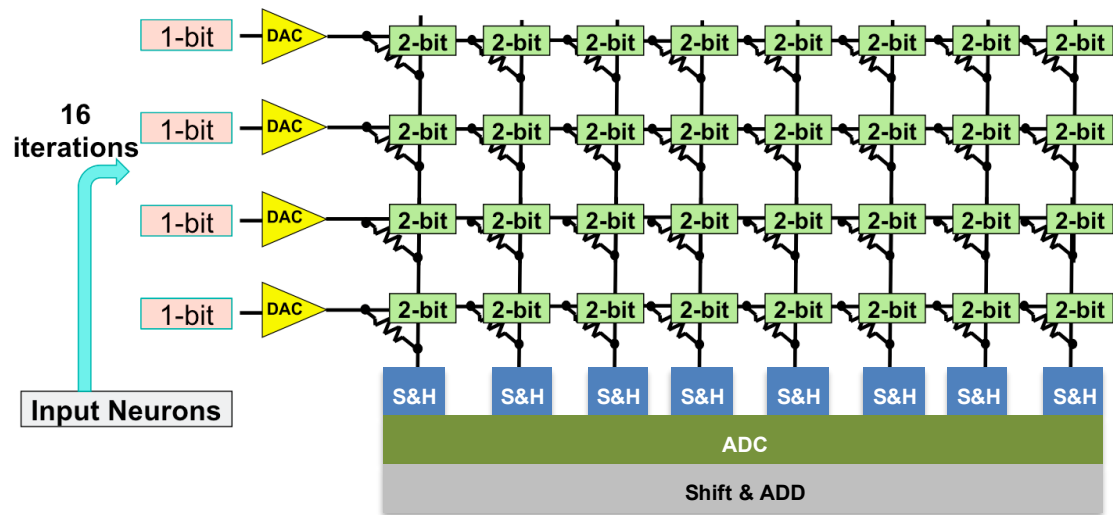 1-bit DAC 2-bit 2-bit 2-bit 2-bit 2-bit 2-bit 2-bit 2-bit
16
iterations
1-bit DAC 2-bit 2-bit 2-bit 2-bit 2-bit 2-bit 2-bit 2-bit
1-bit DAC 2-bit 2-bit 2-bit 2-bit 2-bit 2-bit 2-bit 2-bit
1-bit DAC 2-bit 2-bit 2-bit 2-bit 2-bit 2-bit 2-bit 2-bit
Input Neurons
S&H S&H S&H S&H S&H S&H S&H S&H
ADC
Shift & ADD